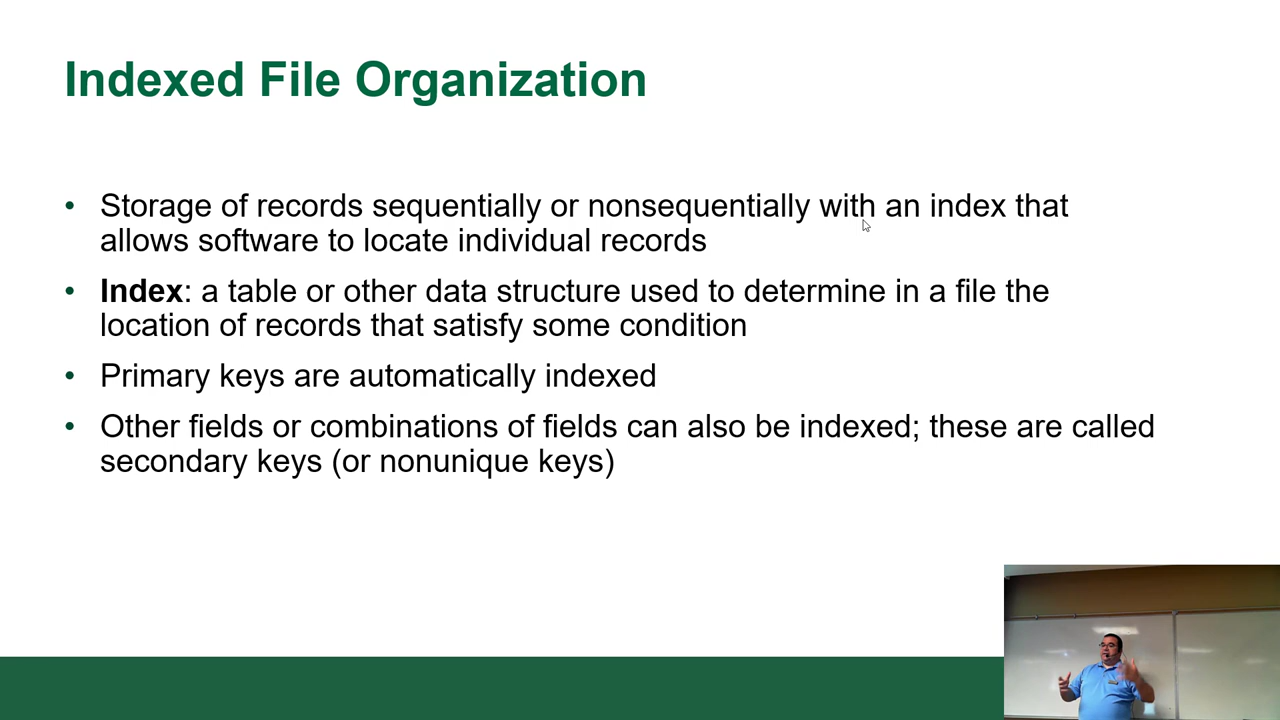 Indexed File Organization
• Storage of records sequentially or nonsequentially with an index that
allows software to locate individual records
• Index: a table or other data structure used to determine in a file the
location of records that satisfy some condition
• Primary keys are automatically indexed
• Other fields or combinations of fields can also be indexed; these are called
secondary keys (or nonunique keys)